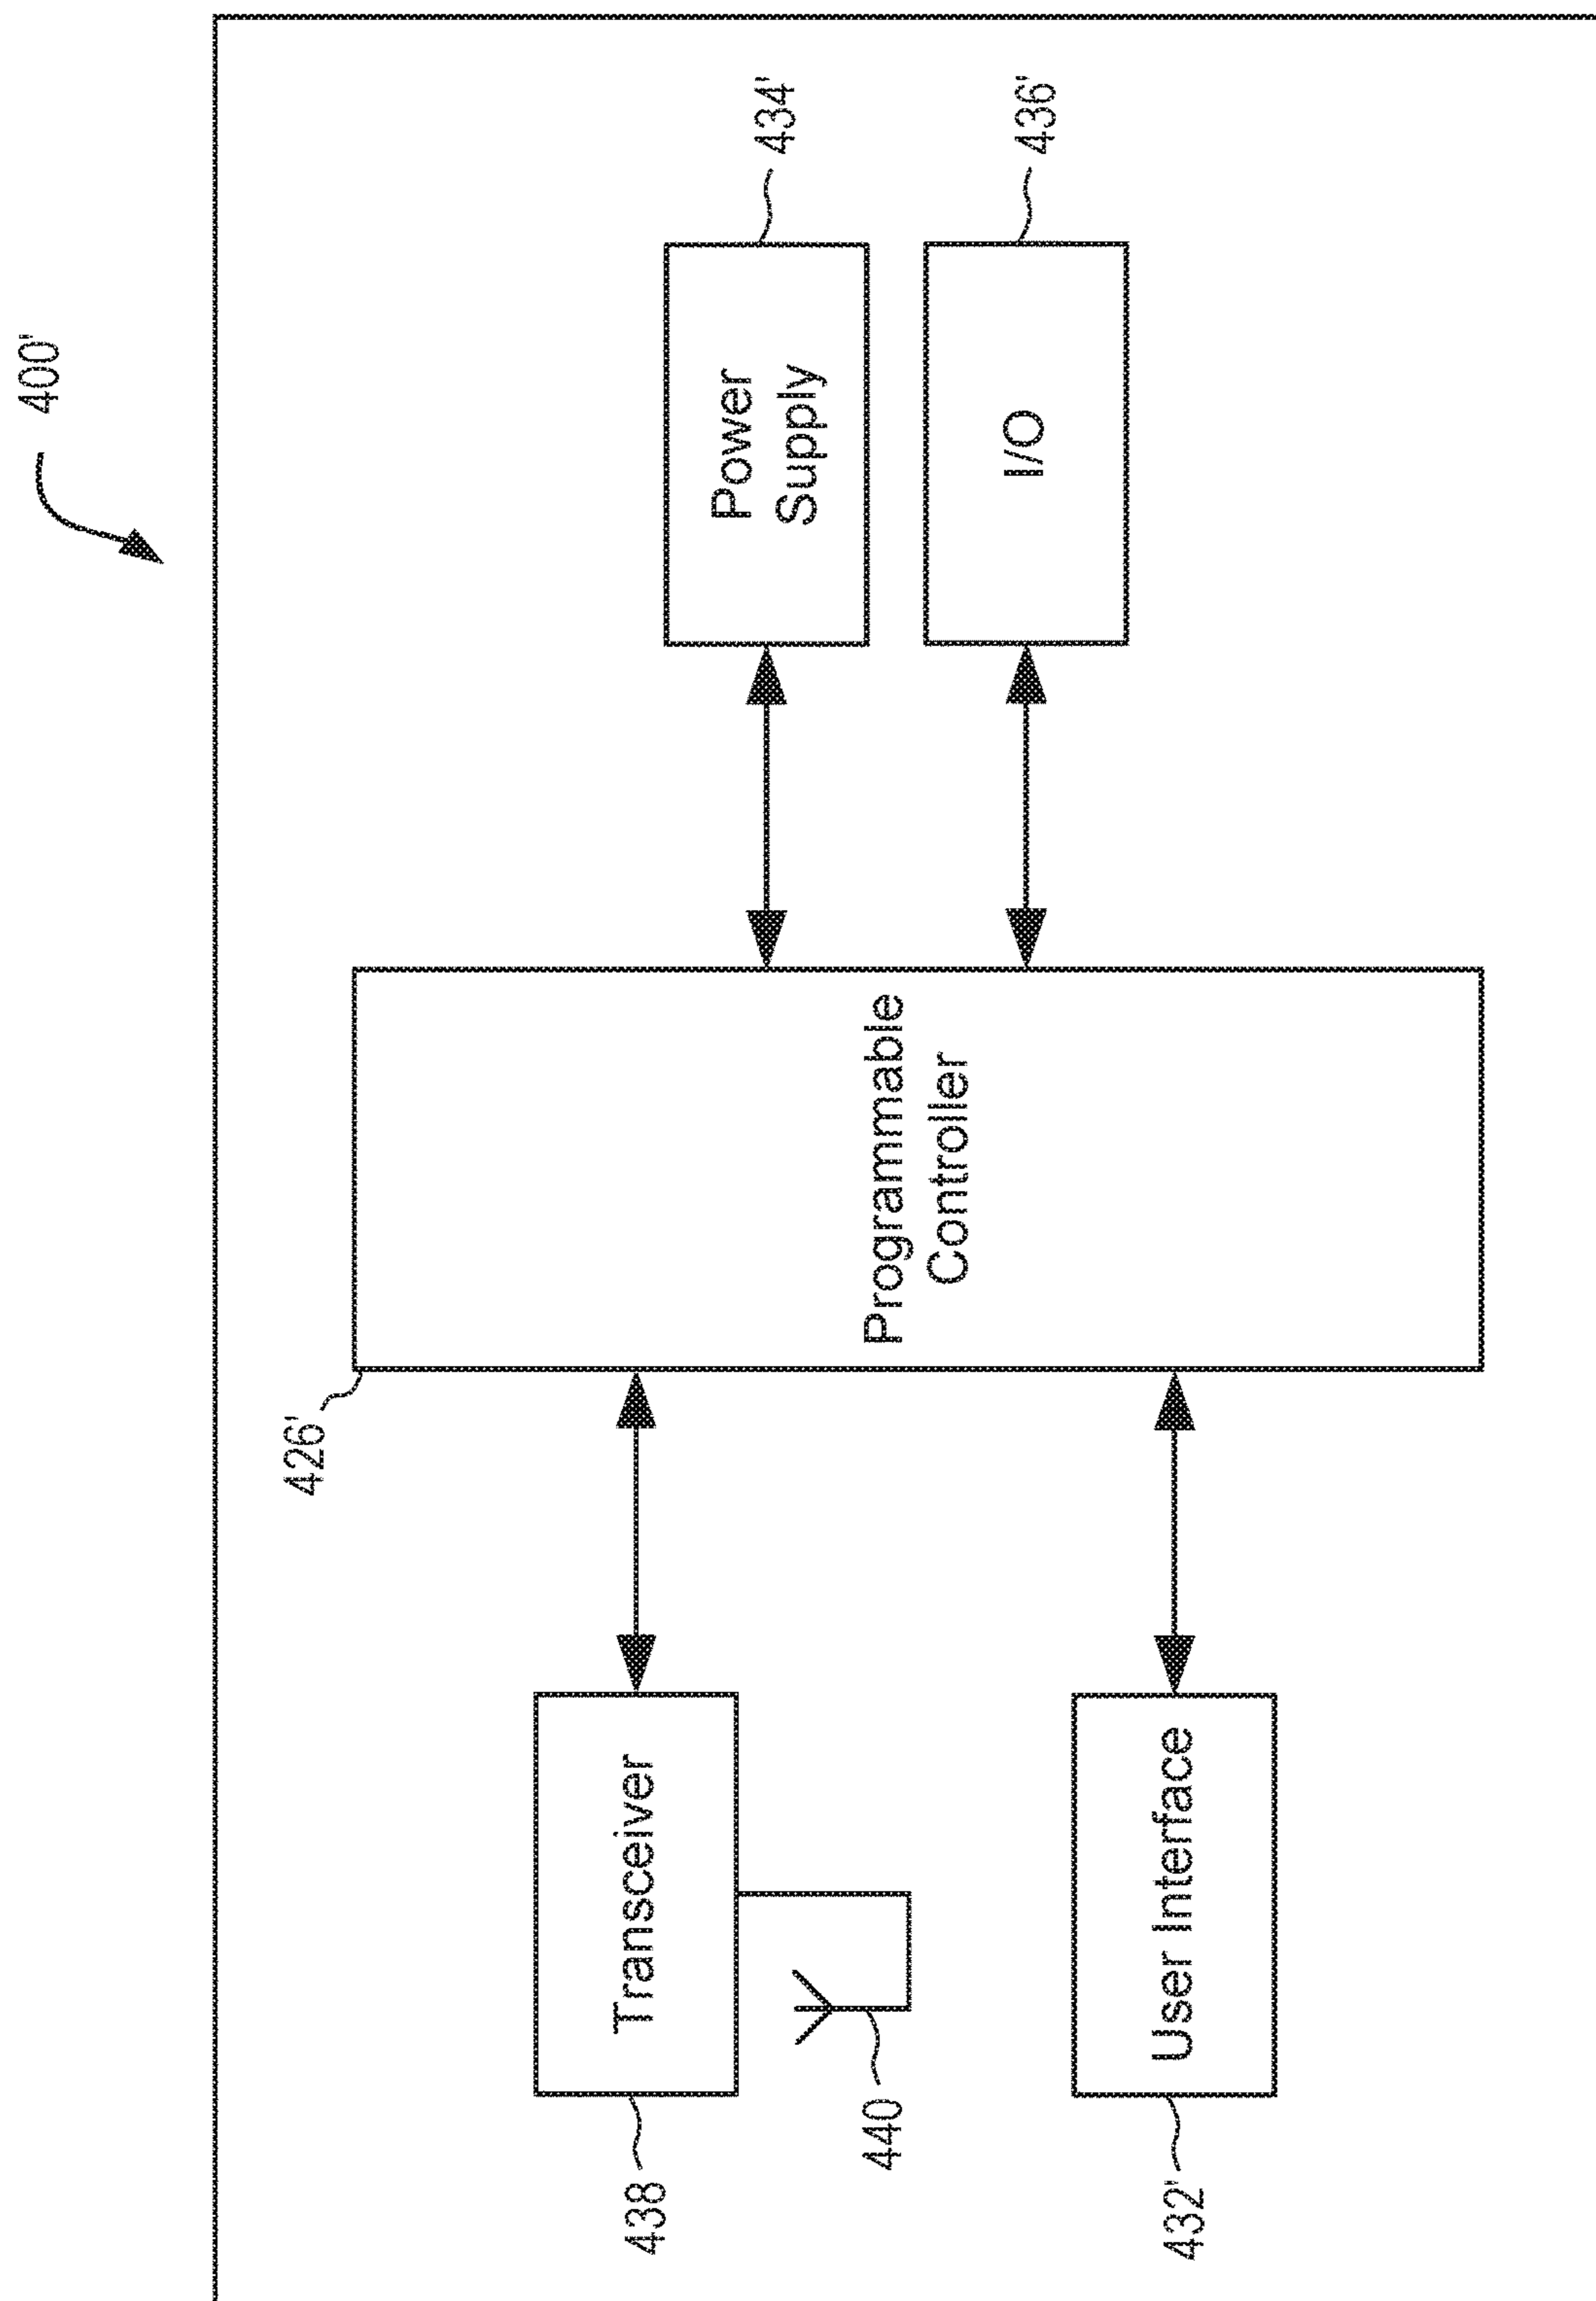 400'
438
Transceiver
426'
Power
Supply
434'
440
Programmable
Controller
I/O
436'
432'
User Interface